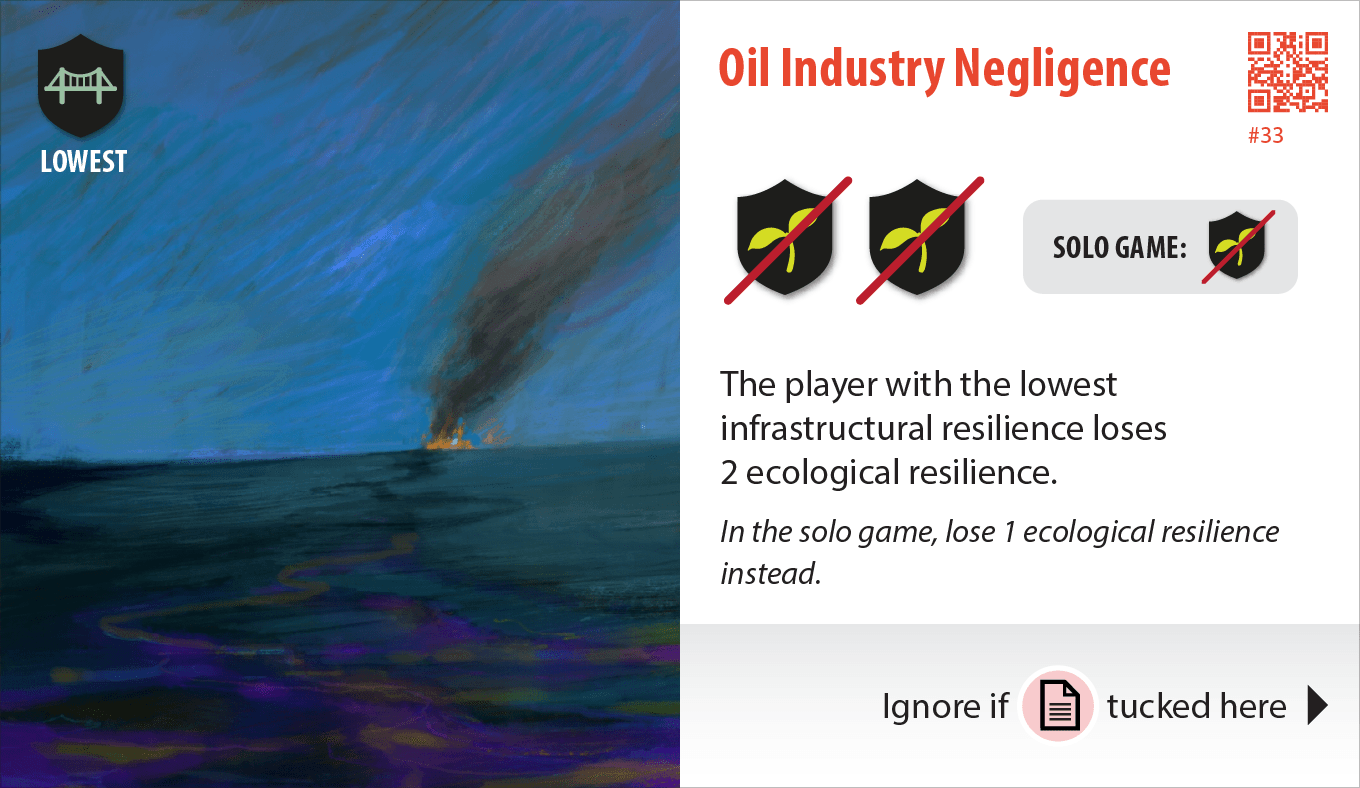 LOWEST
Oil Industry Negligence
#33
SOLO GAME:
The player with the lowest
infrastructural resilience loses
2 ecological resilience.
In the solo game, lose 1 ecological resilience
instead.
Ignore if tucked here